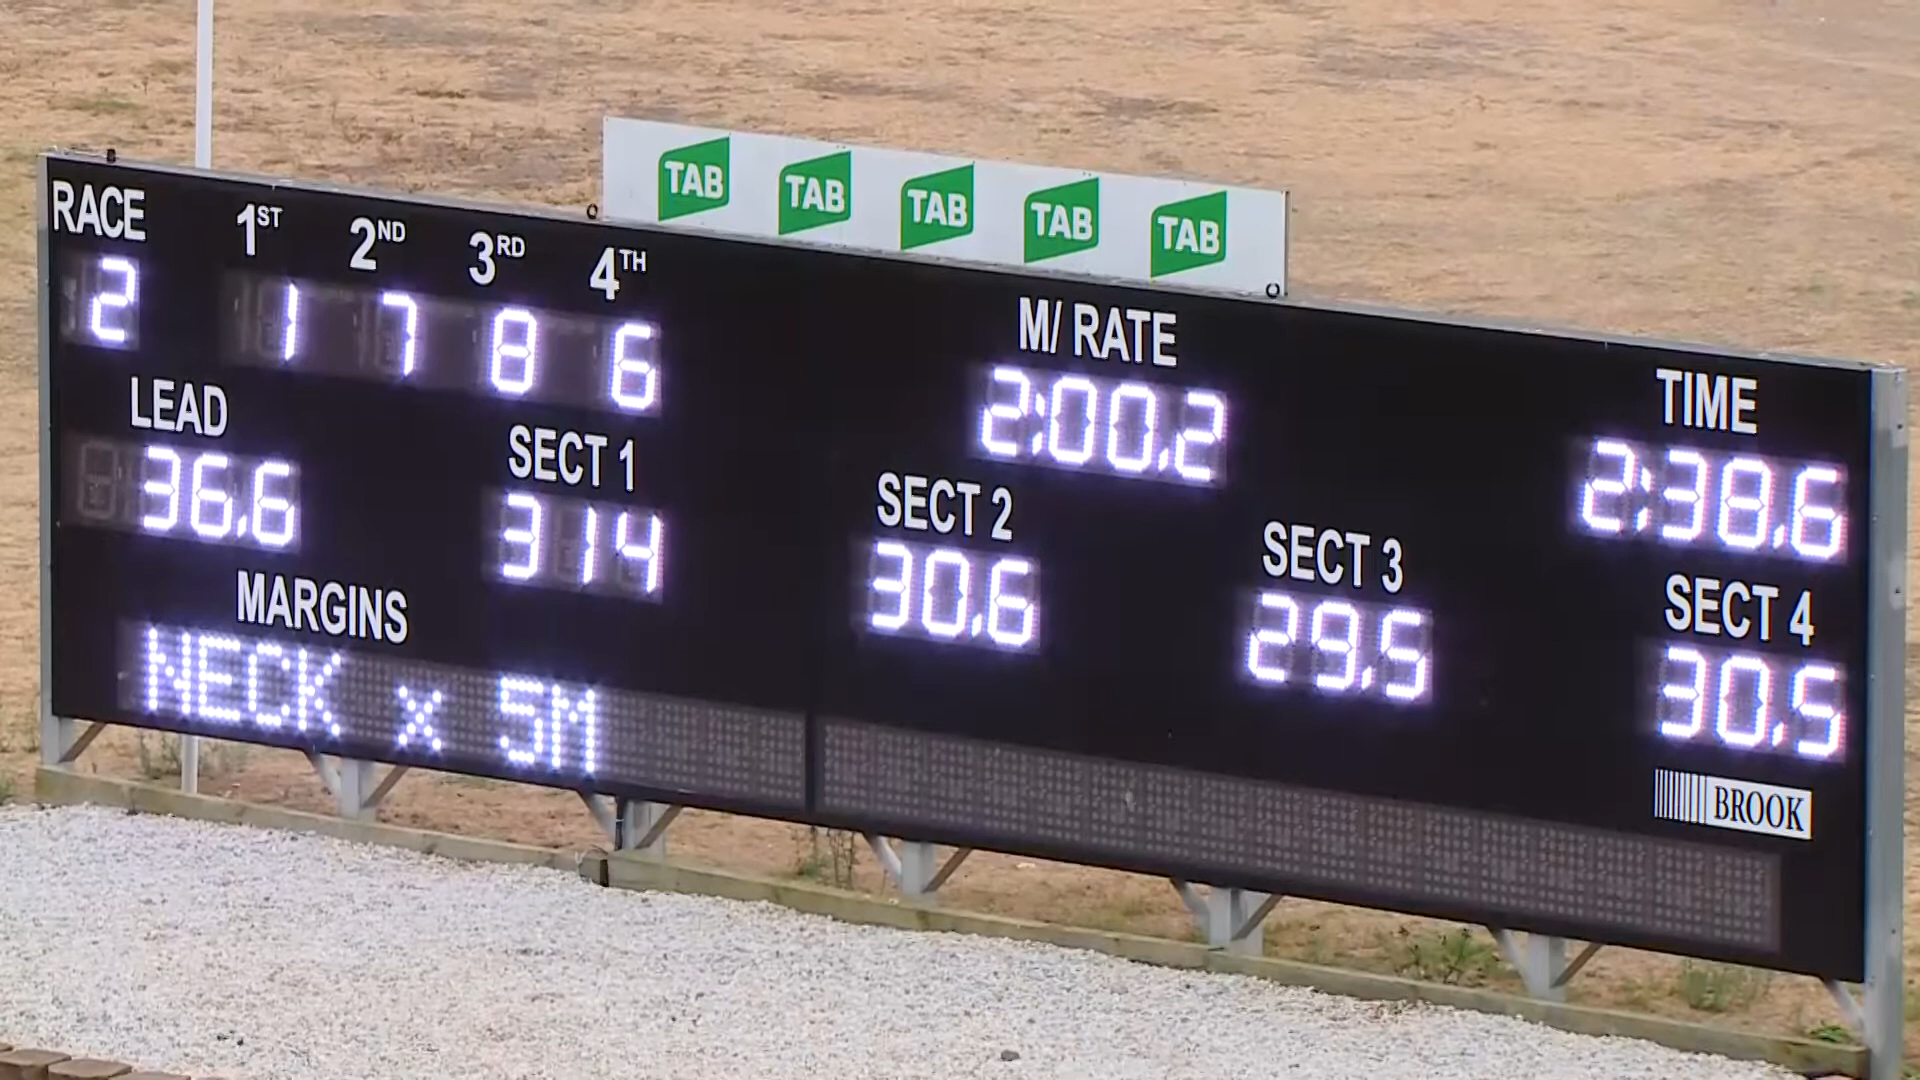 TAB TAB TAB TAB TAB
RACE 1ST 2ND 3RD 4TH
2 1 7 8 6
M/ RATE
2:00.2
TIME
2:38.6
LEAD
36.6
SECT 1
314
SECT 2
30.6
SECT 3
29.5
SECT 4
30.5
MARGINS
NECK x 5M
BROOK